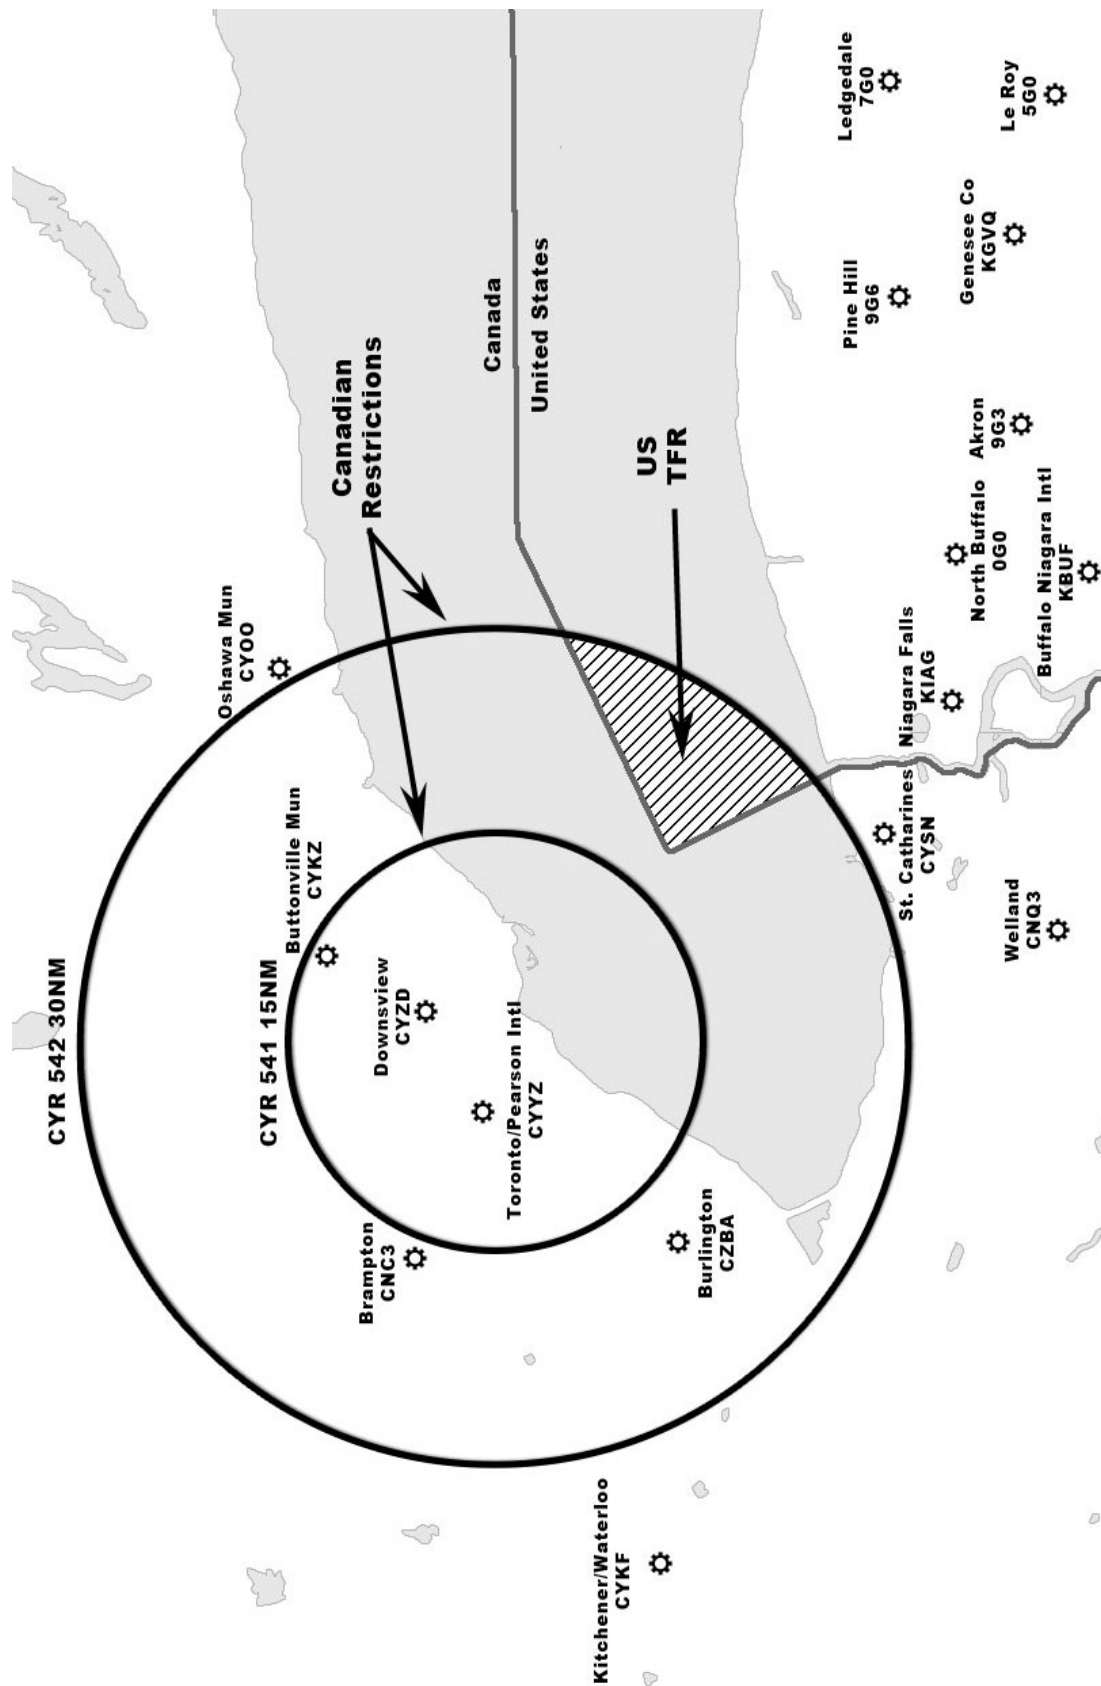 CYR 542 30NM
CYR 541 15NM
Oshawa Mun
CYOO
Buttonville Mun
CYKZ
Downsview
CYZD
Toronto/Pearson Intl
CYYZ
Brampton
CNC3
Burlington
CZBA
Kitchener/Waterloo
CYKF
Canadian
Restrictions
Canada
United States
US
TFR
St. Catharines
CYSN
Niagara Falls
KIAG
Welland
CNQ3
North Buffalo
0G0
Buffalo Niagara Intl
KBUF
Akron
9G3
Pine Hill
9G6
Genesee Co
KGVQ
Ledgedale
7G0
Le Roy
5G0